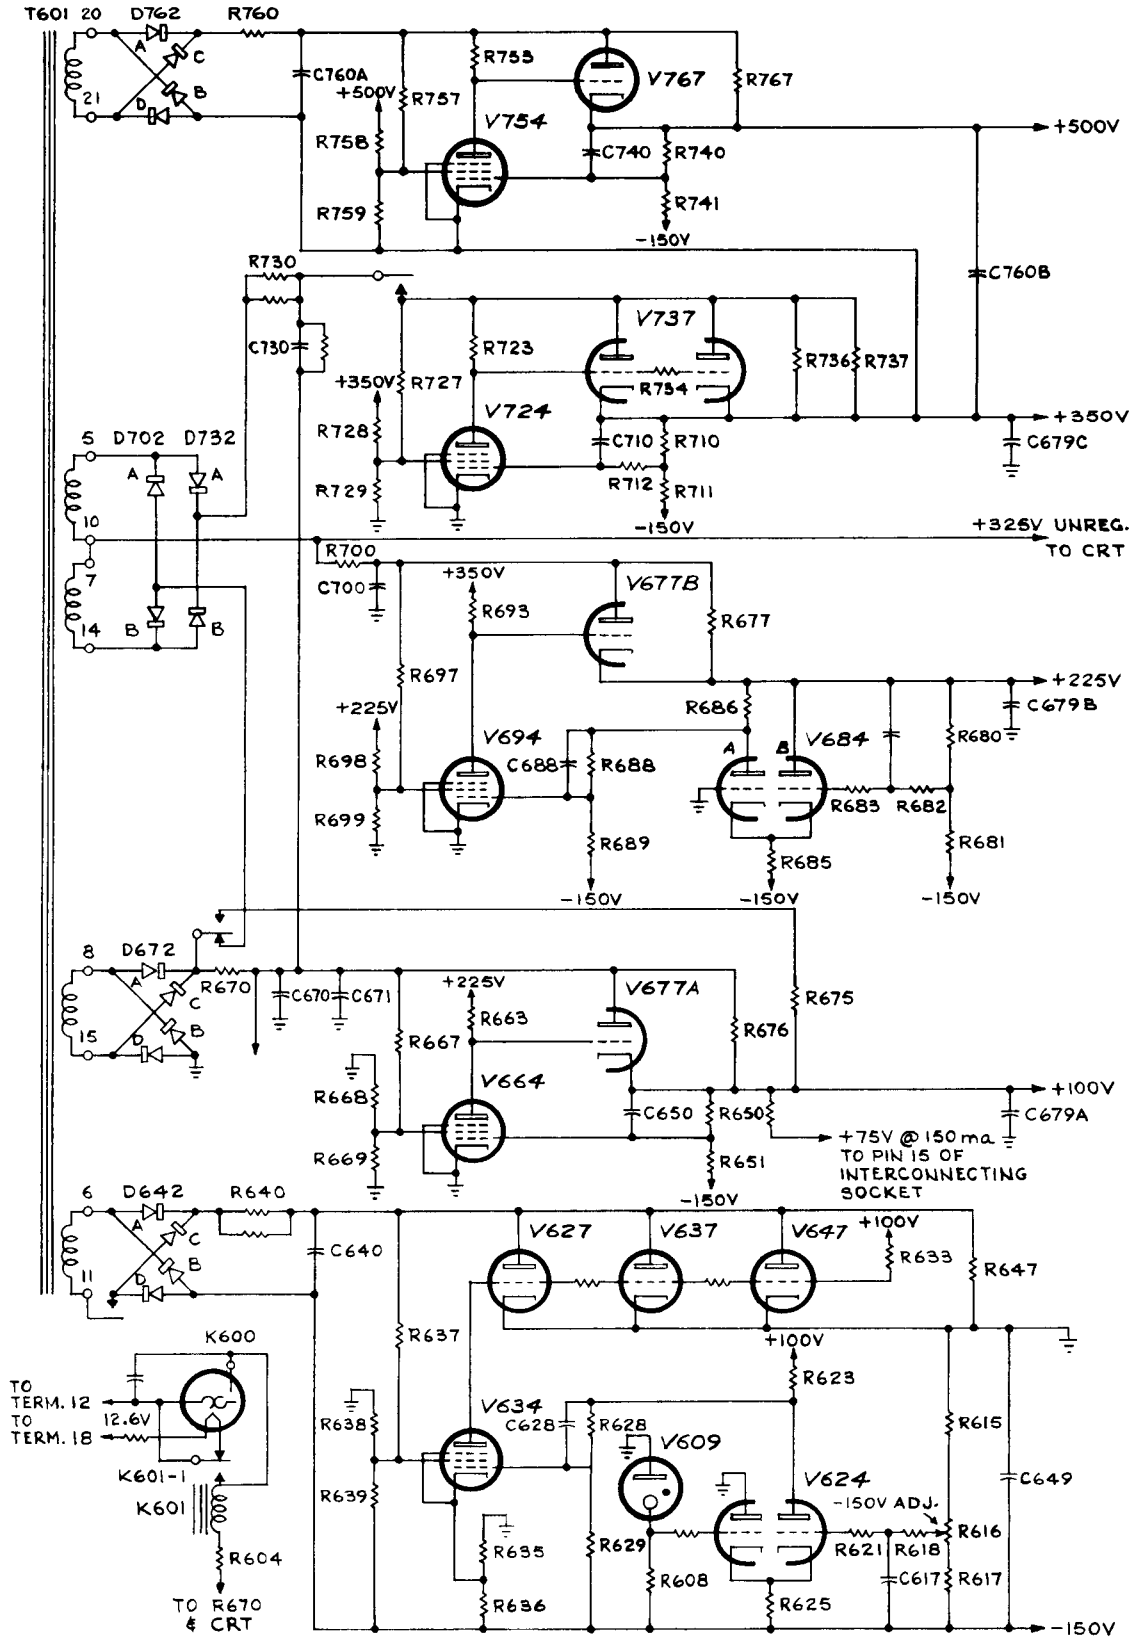 T601 20 D762 R760
A C
21 D B
C760A
+500V
R757
R753
V767
R767
R758
V754
+500V
C740
R740
R759
R741
-150V
R730
C760B
V737
C730
R723
R736
R737
+350V
R727
R734
V724
+350V
5 D702 D732
R728
C710
R710
C679C
A A
R712
R729
R711
10
-150V
+325V UNREG.
TO CRT
7
R700
+350V
C700
V677B
R693
14 B B
R677
R697
+225V
R686
+225V
C679B
V694
V684
R680
R698
C688
R688
A B
R683
R682
R699
R689
R685
R681
-150V
-150V
-150V
8 D672
A C
R670
C670
C671
+225V
V677A
R675
R663
R676
15 D B
R667
V664
+100V
R668
C650
R650
C679A
+75V @ 150 ma
TO PIN 15 OF
INTERCONNECTING
SOCKET
R669
R651
-150V
6 D642 R640
A C
V627
V637
V647
+100V
C640
R633
R647
11 D B
R637
K600
+100V
TO
TERM. 12
R623
12.6V
TO
TERM. 18
R638
V634
C628
R628
V609
R615
K601-1
V624
C649
K601
R639
-150V ADJ.
R616
R604
R635
R629
R621
R618
R608
C617
R617
TO R670
& CRT
R636
R625
-150V